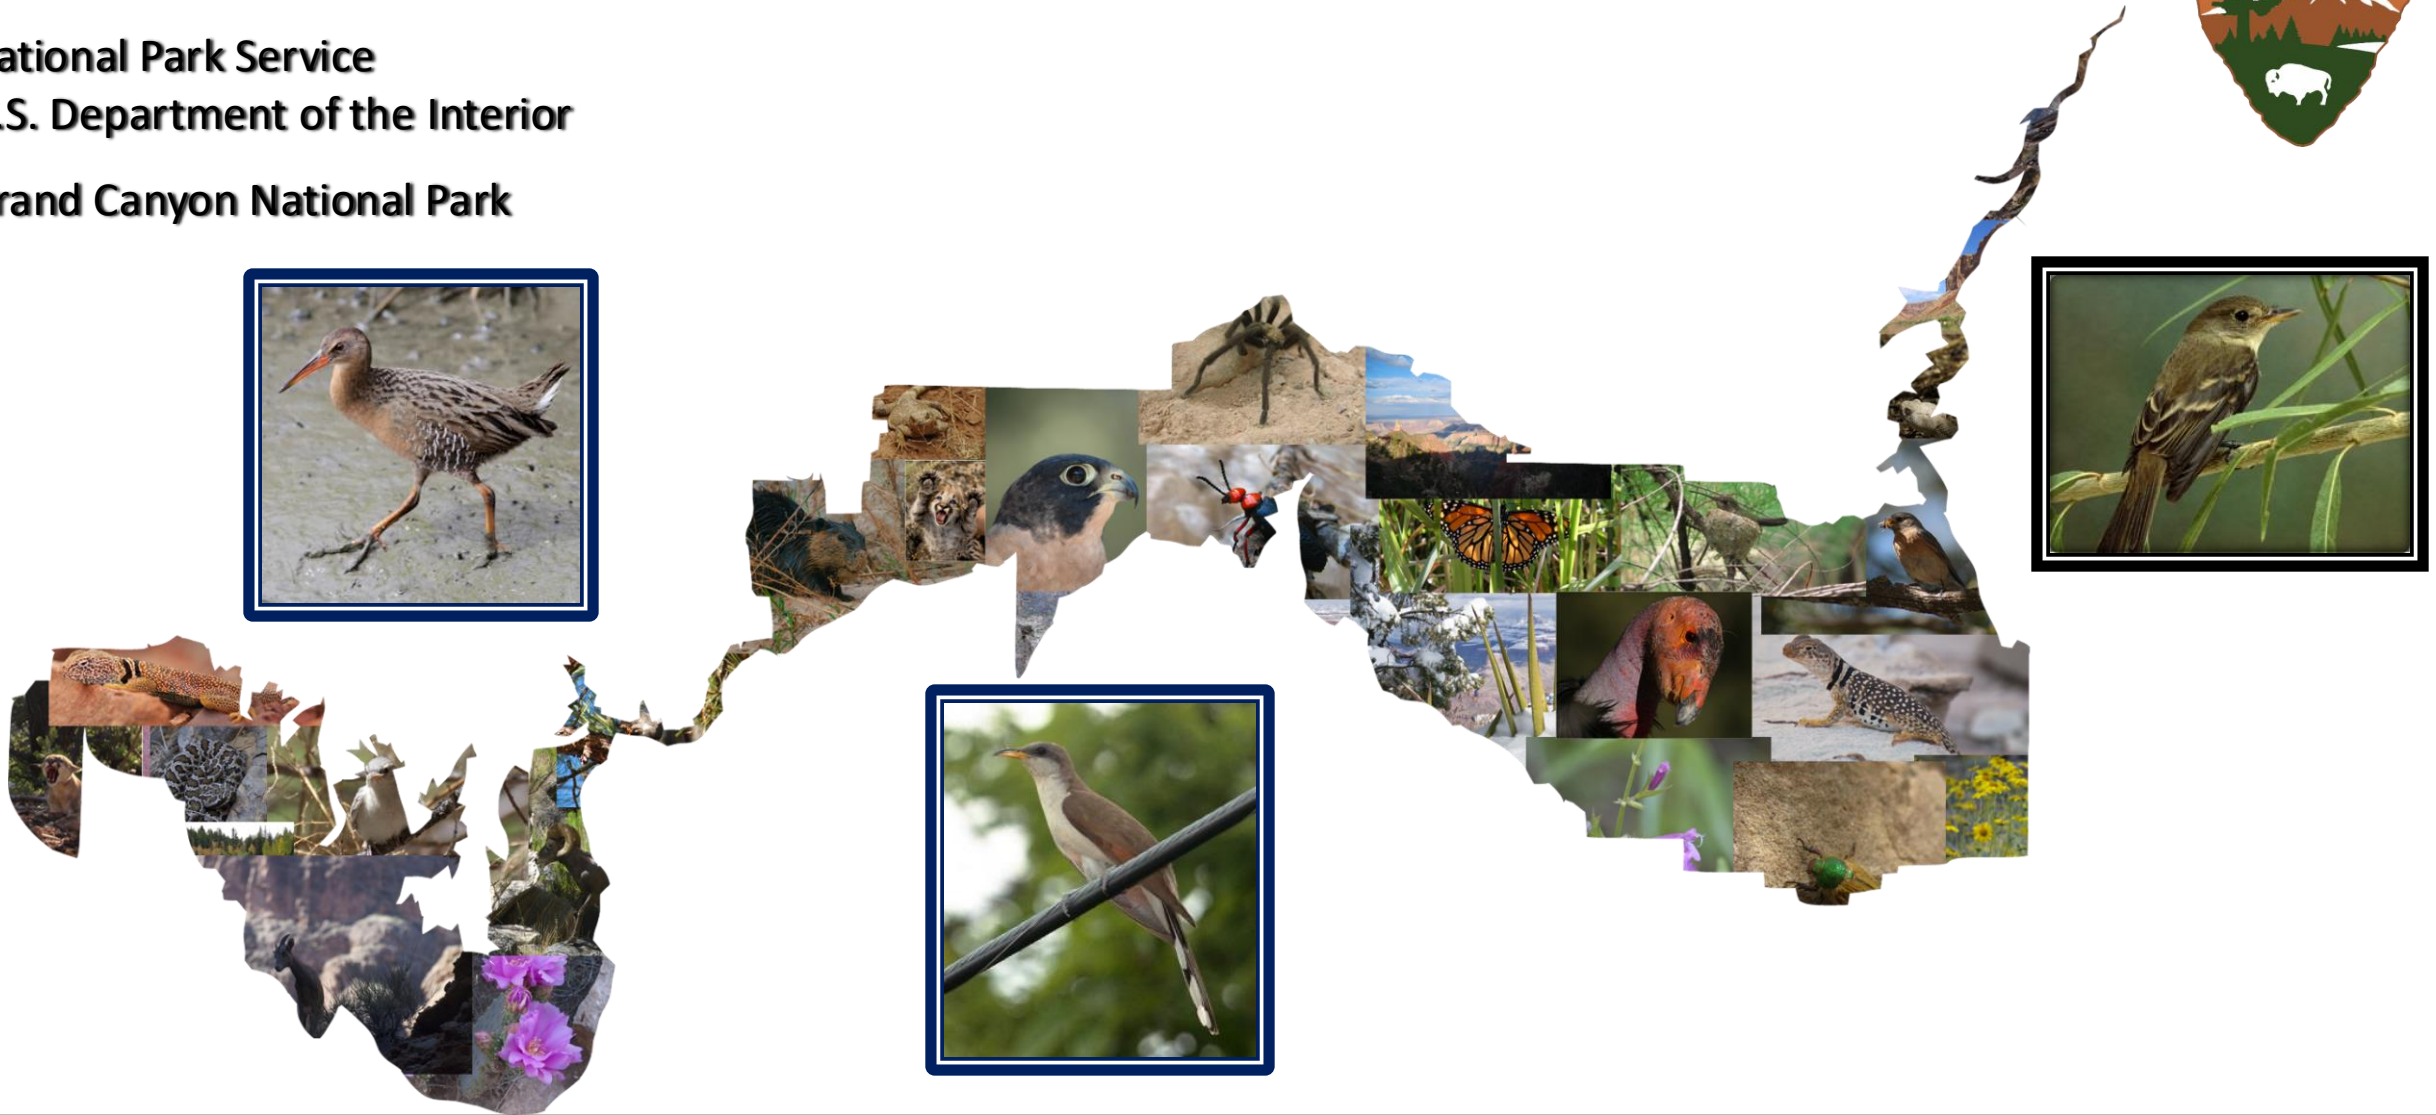 ational Park Service
.S. Department of the Interior
rand Canyon National Park